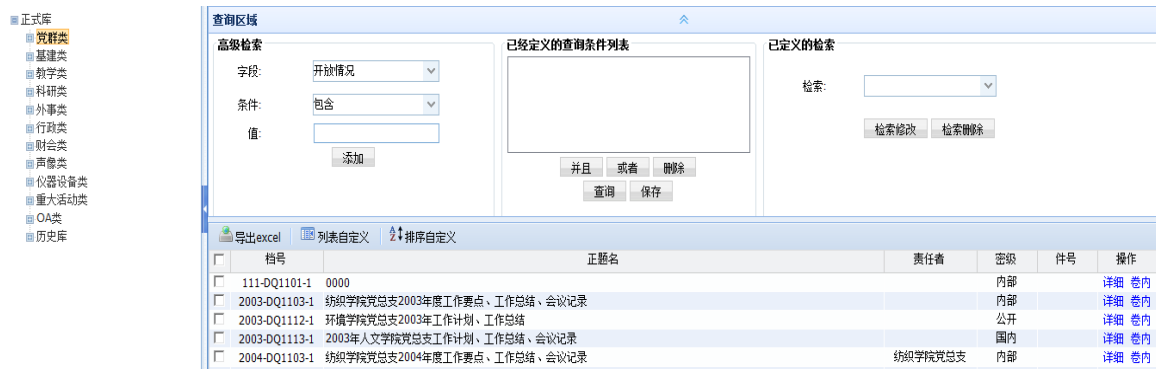 正式库
党群类
基建类
教学类
科研类
外事类
行政类
财会类
声像类
仪器设备类
重大活动类
OA类
历史库
查询区域
高级检索
字段: 开放情况
条件: 包含
值:
添加
已经定义的查询条件列表
并且 或者 删除
查询 保存
已定义的检索
检索:
检索修改 检索删除
导出excel 列表自定义 排序自定义
档号 正题名 责任者 密级 件号 操作
111-DQ1101-1 0000 内部 详细 卷内
2003-DQ1103-1 纺织学院党总支2003年度工作要点、工作总结、会议记录 内部 详细 卷内
2003-DQ1112-1 环境学院党总支2003年工作计划、工作总结 公开 详细 卷内
2003-DQ1113-1 2003年人文学院党总支工作计划、工作总结、会议记录 国内 详细 卷内
2004-DQ1103-1 纺织学院党总支2004年度工作要点、工作总结、会议记录 纺织学院党总支 内部 详细 卷内